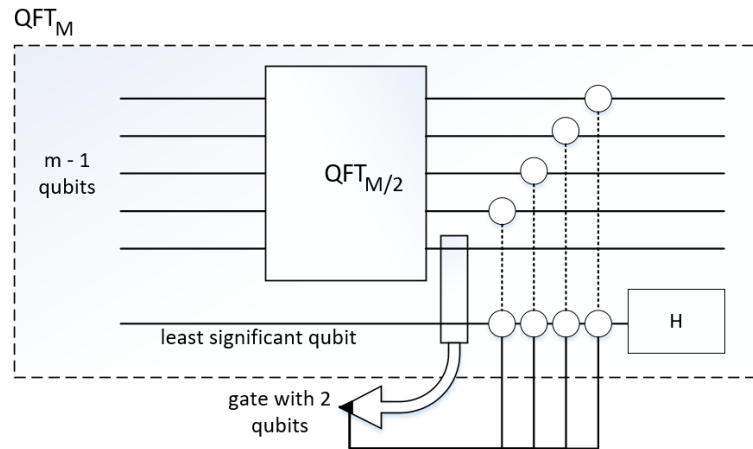 QFT_M
m - 1
qubits
QFT_M/2
least significant qubit
H
gate with 2
qubits